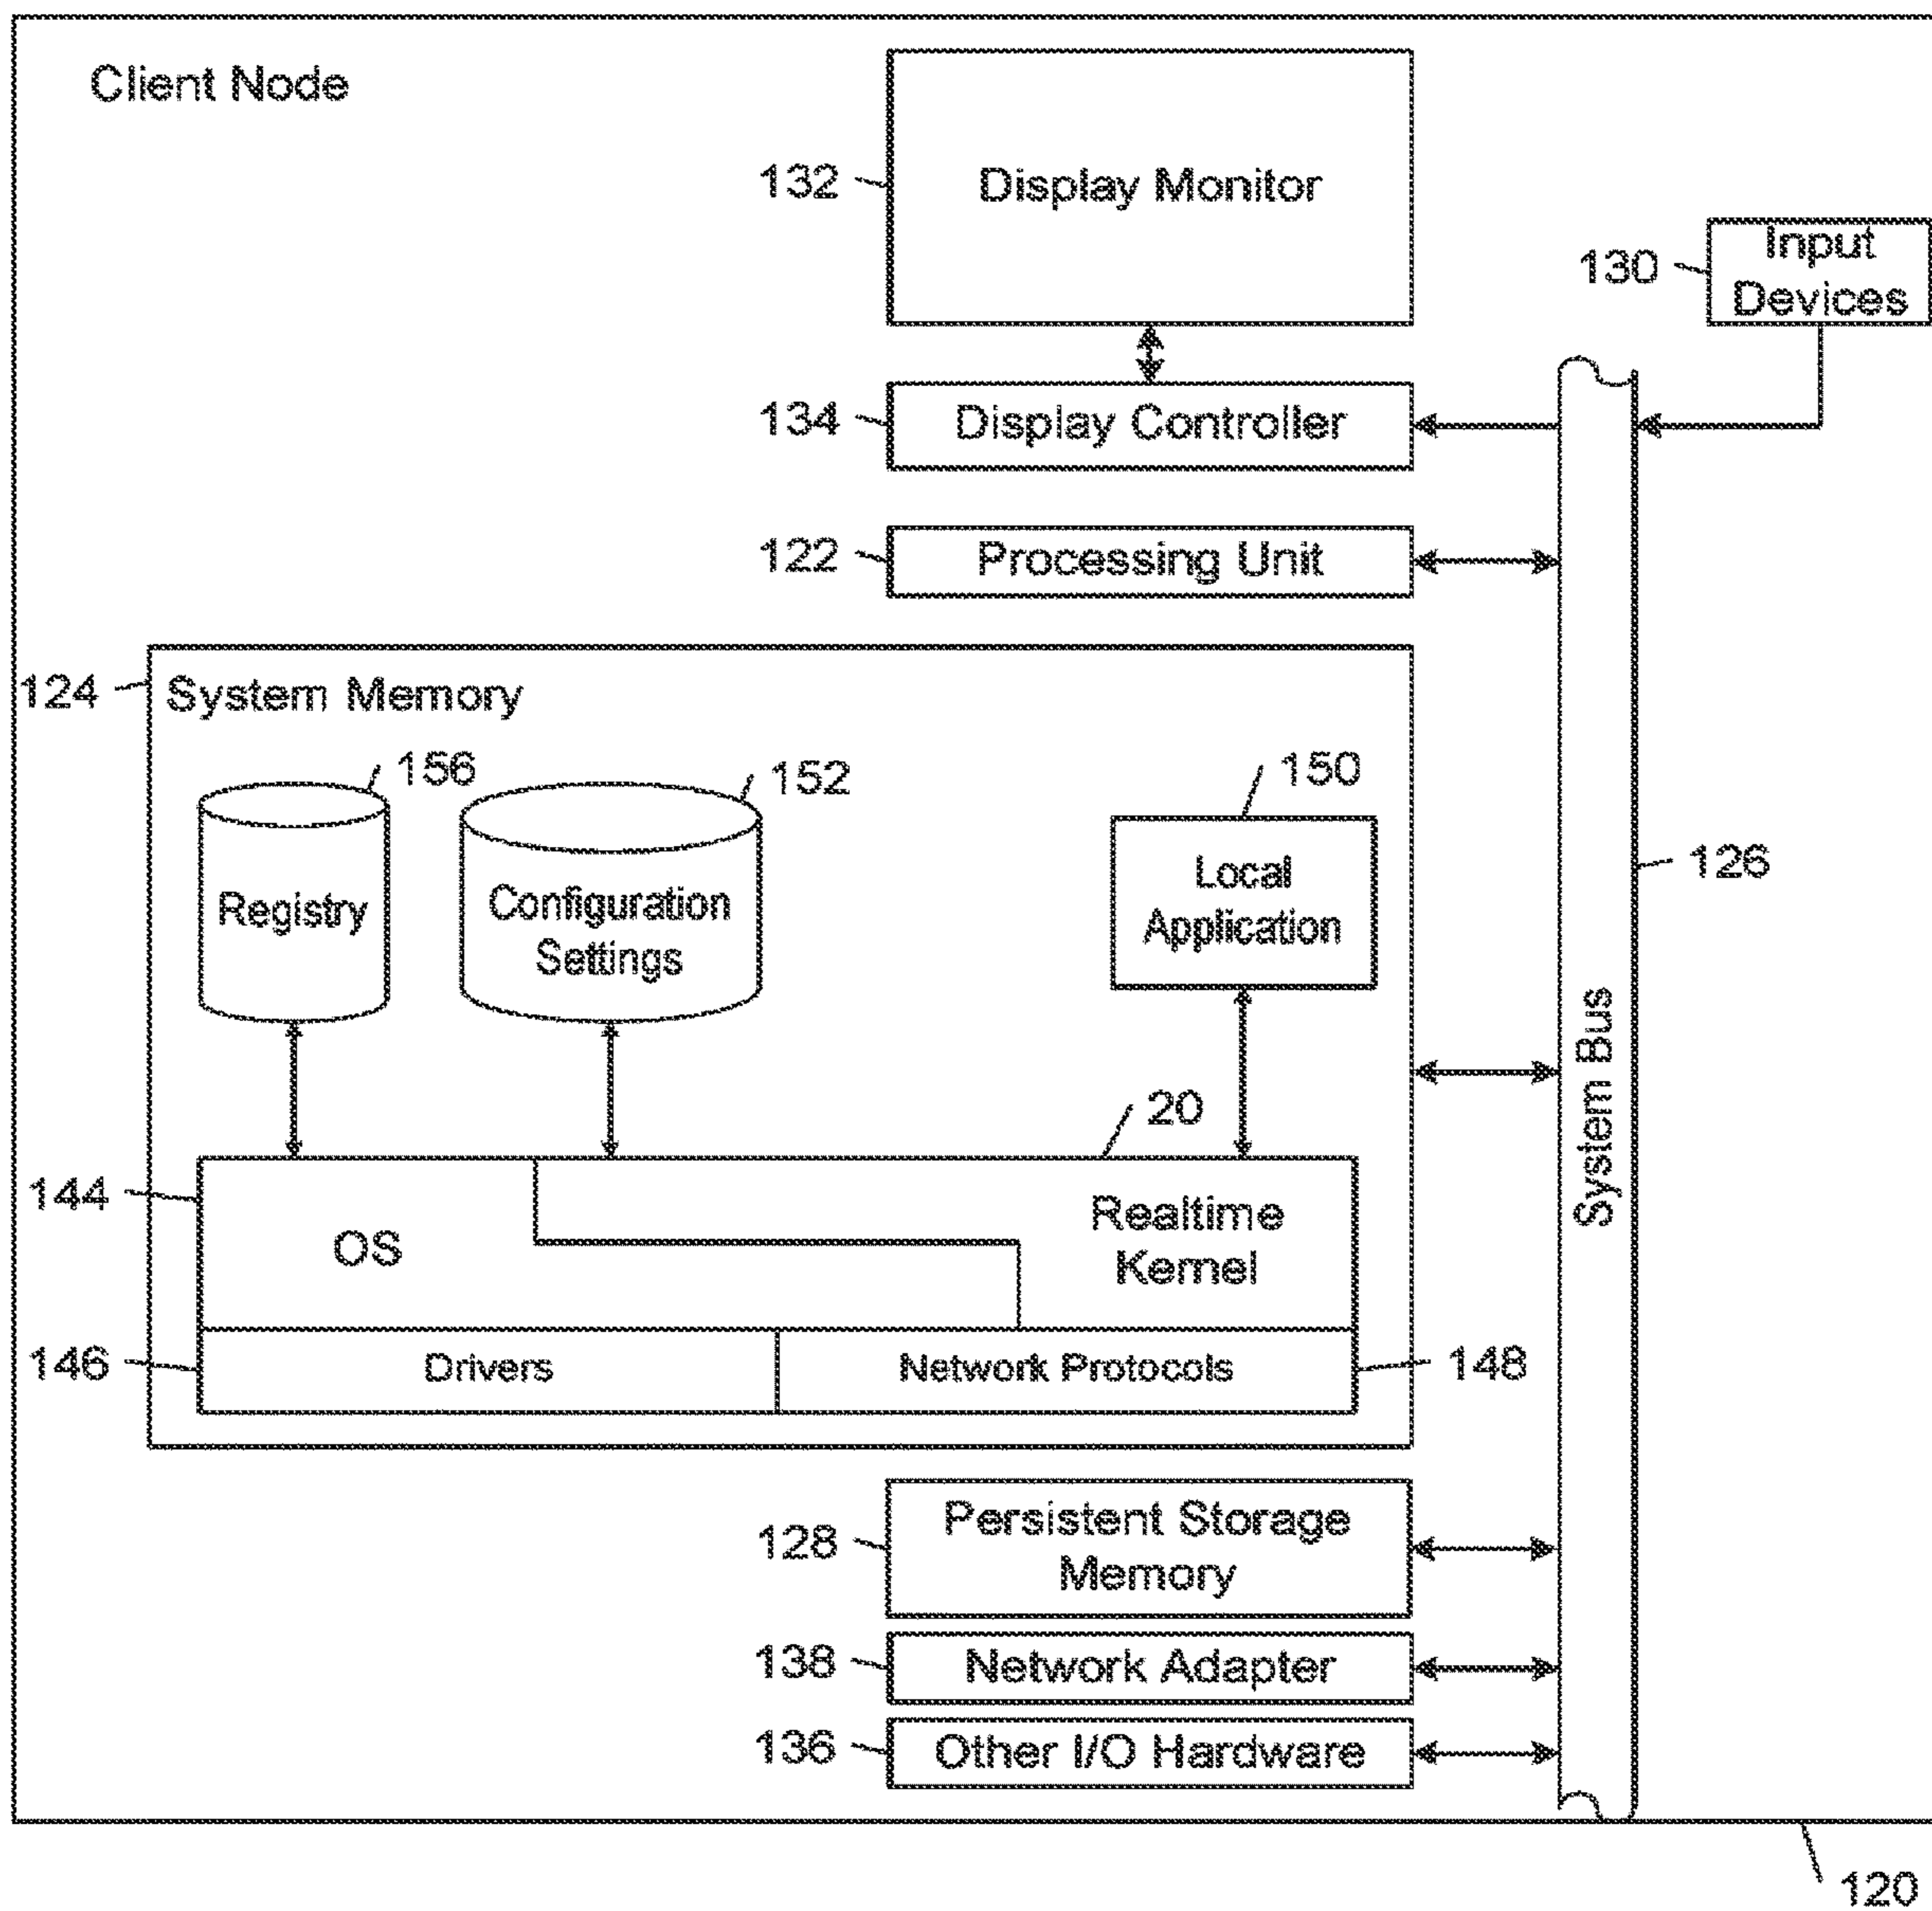 Client Node
132
Display Monitor
130
Input
Devices
134
Display Controller
122
Processing Unit
124
System Memory
156
152
150
Registry
Configuration
Settings
Local
Application
126
System Bus
20
144
OS
Realtime
Kernel
146
Drivers
Network Protocols
148
128
Persistent Storage
Memory
138
Network Adapter
136
Other I/O Hardware
120